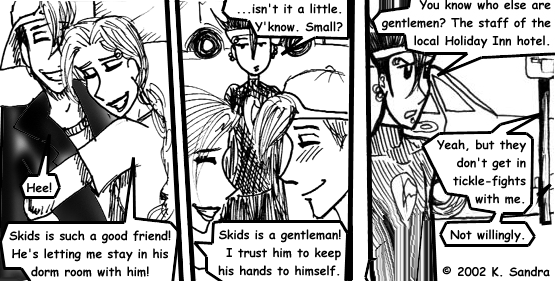 Hee!
Skids is such a good friend!
He's letting me stay in his
dorm room with him!
...isn't it a little.
Y'know. Small?
Skids is a gentleman!
I trust him to keep
his hands to himself.
You know who else are
gentlemen? The staff of the
local Holiday Inn hotel.
Yeah, but they
don't get in
tickle-fights
with me.
Not willingly.
© 2002 K. Sandra